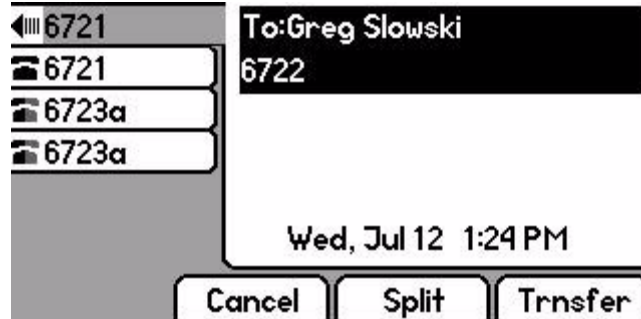 6721
6721
6723a
6723a
To:Greg Slowski
6722
Wed, Jul 12 1:24 PM
Cancel
Split
Trnsfer